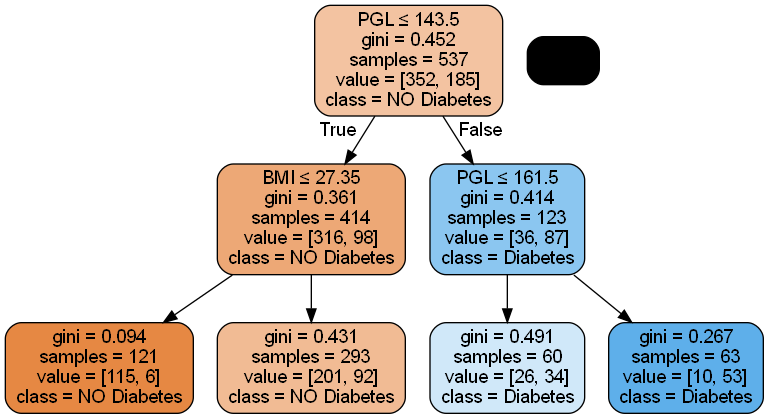 PGL ≤ 143.5
gini = 0.452
samples = 537
value = [352, 185]
class = NO Diabetes
True
False
BMI ≤ 27.35
gini = 0.361
samples = 414
value = [316, 98]
class = NO Diabetes
PGL ≤ 161.5
gini = 0.414
samples = 123
value = [36, 87]
class = Diabetes
gini = 0.094
samples = 121
value = [115, 6]
class = NO Diabetes
gini = 0.431
samples = 293
value = [201, 92]
class = NO Diabetes
gini = 0.491
samples = 60
value = [26, 34]
class = Diabetes
gini = 0.267
samples = 63
value = [10, 53]
class = Diabetes